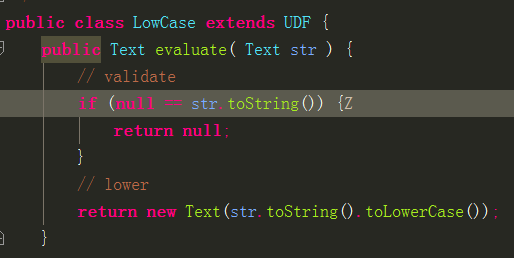 public class LowCase extends UDF {
public Text evaluate( Text str ) {
// validate
if (null == str.toString()) {Z
return null;
}
// lower
return new Text(str.toString().toLowerCase());
}